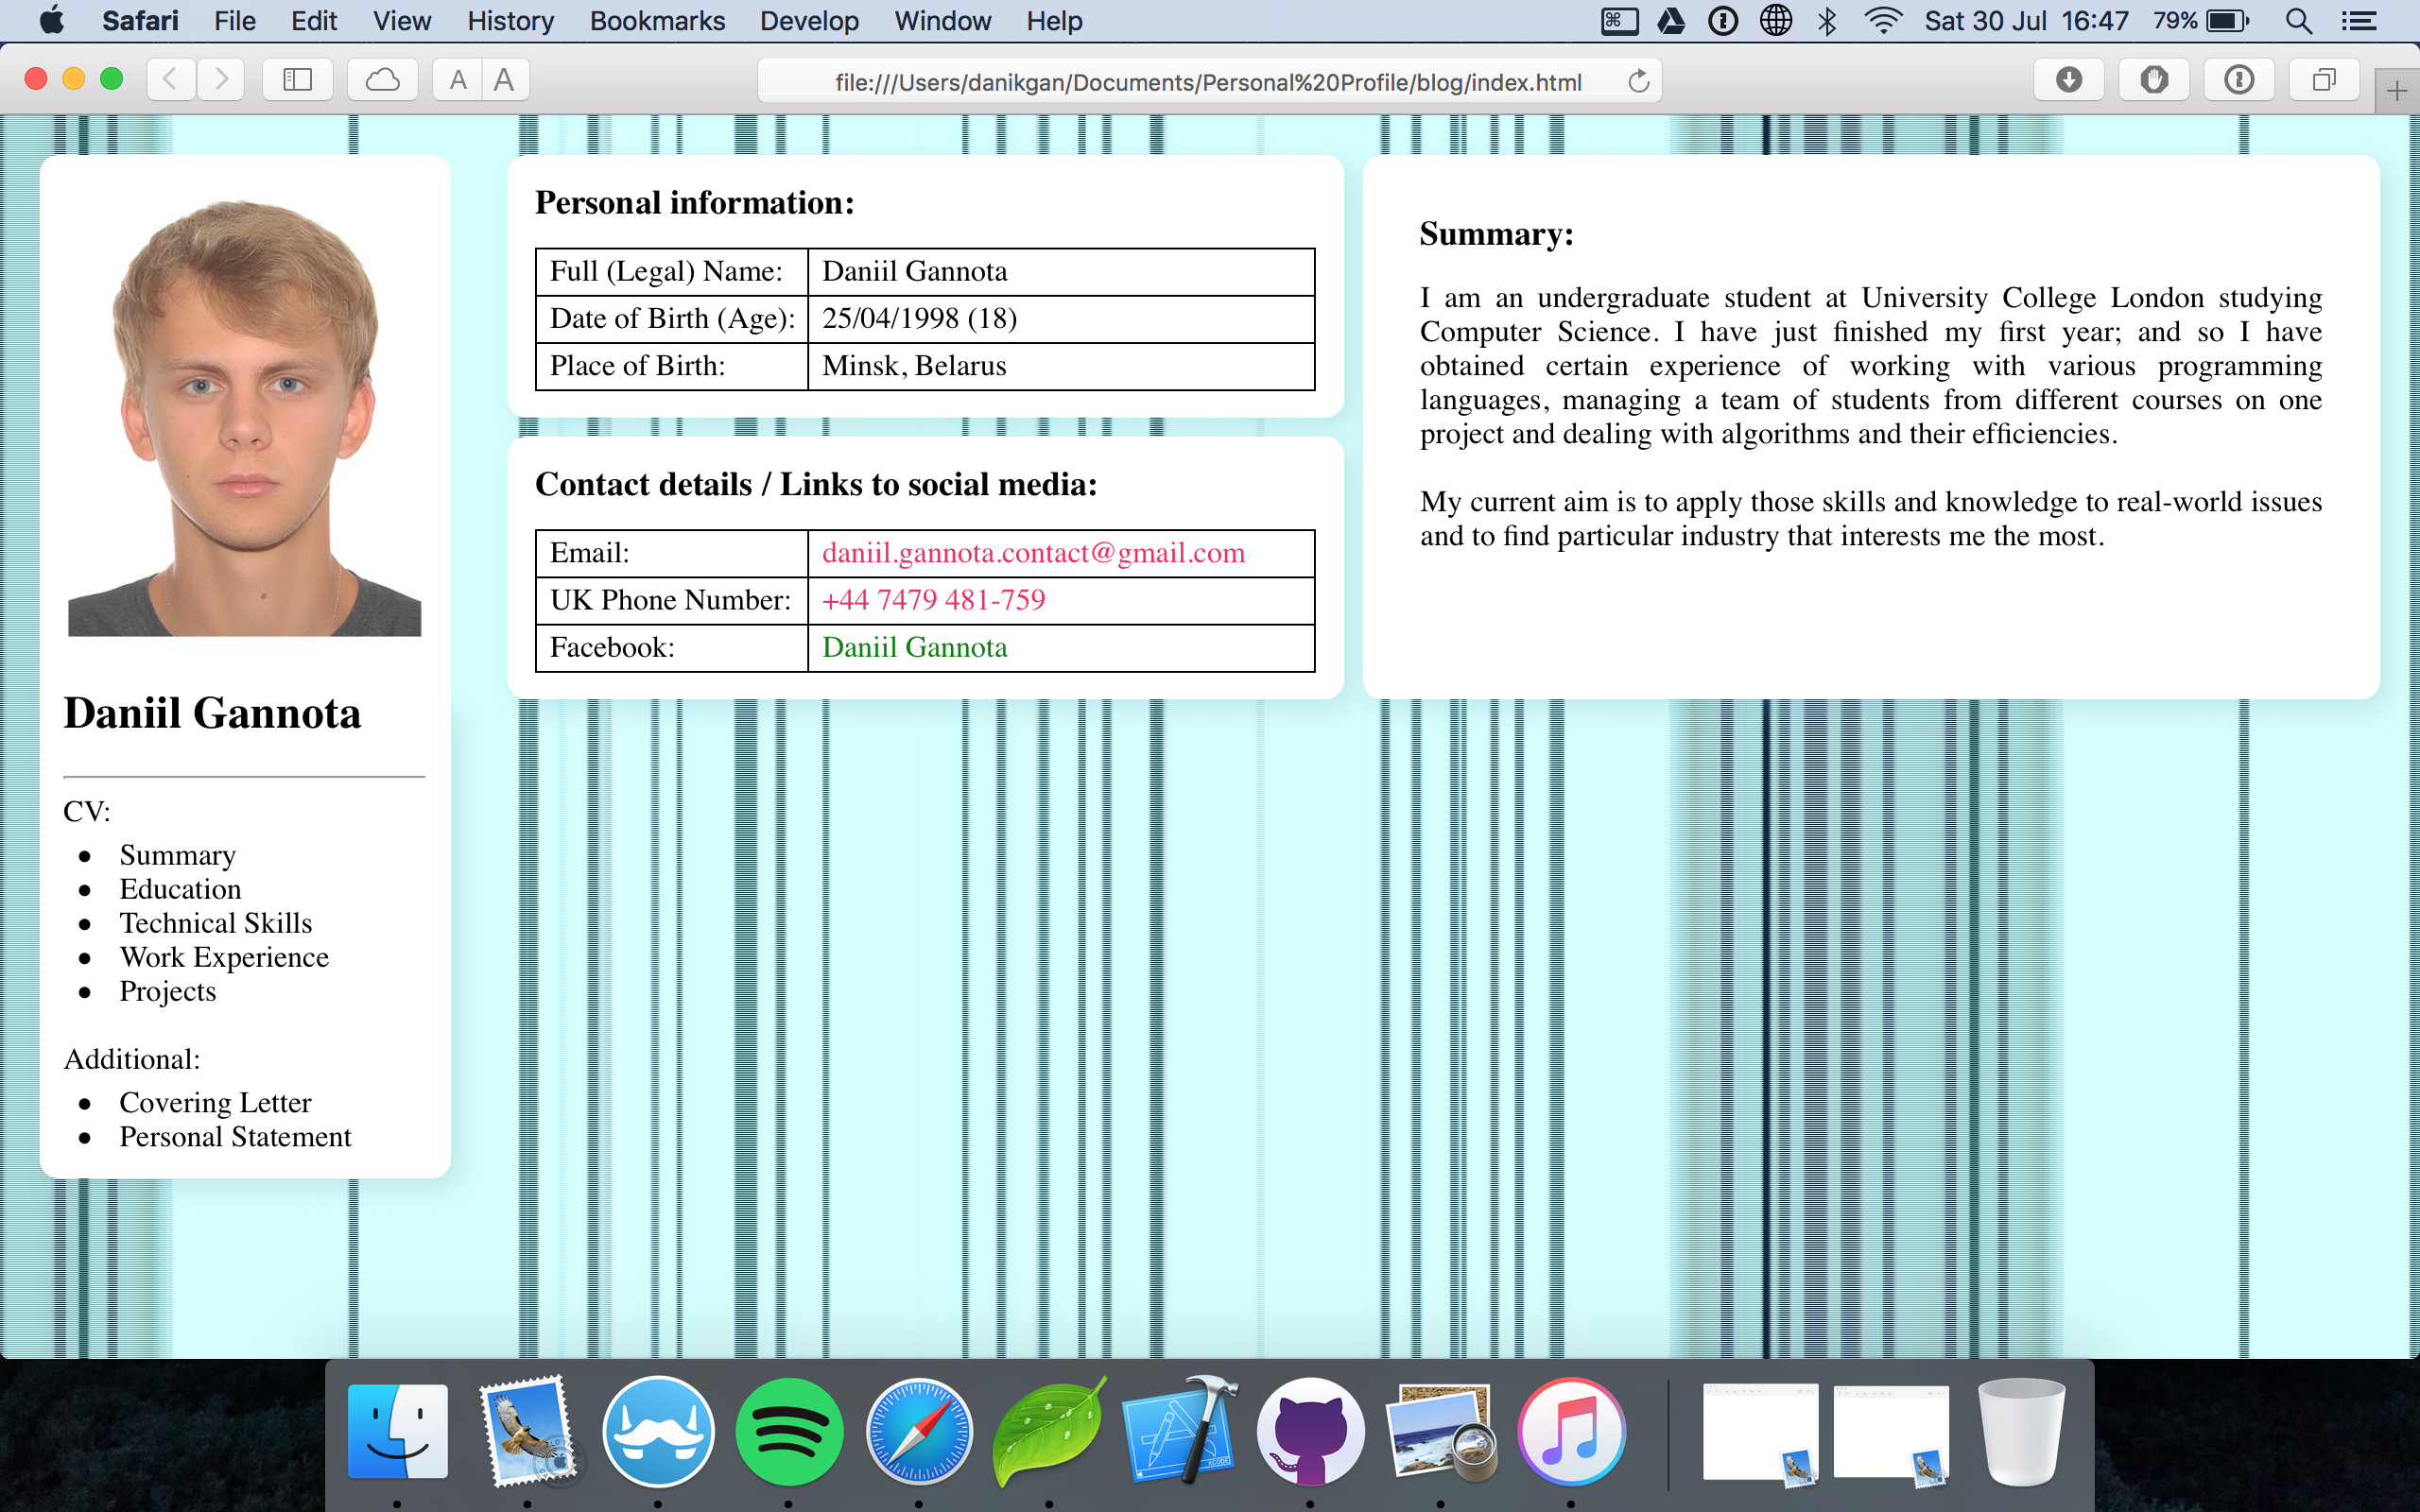 Safari File Edit View History Bookmarks Develop Window Help Sat 30 Jul 16:47 79%
A A file:///Users/danikgan/Documents/Personal%20Profile/blog/index.html
Daniil Gannota
CV:
Summary
Education
Technical Skills
Work Experience
Projects
Additional:
Covering Letter
Personal Statement
Personal information:
Full (Legal) Name: Daniil Gannota
Date of Birth (Age): 25/04/1998 (18)
Place of Birth: Minsk, Belarus
Contact details / Links to social media:
Email: daniil.gannota.contact@gmail.com
UK Phone Number: +44 7479 481-759
Facebook: Daniil Gannota
Summary:
I am an undergraduate student at University College London studying
Computer Science. I have just finished my first year; and so I have
obtained certain experience of working with various programming
languages, managing a team of students from different courses on one
project and dealing with algorithms and their efficiencies.
My current aim is to apply those skills and knowledge to real-world issues
and to find particular industry that interests me the most.
XCODE